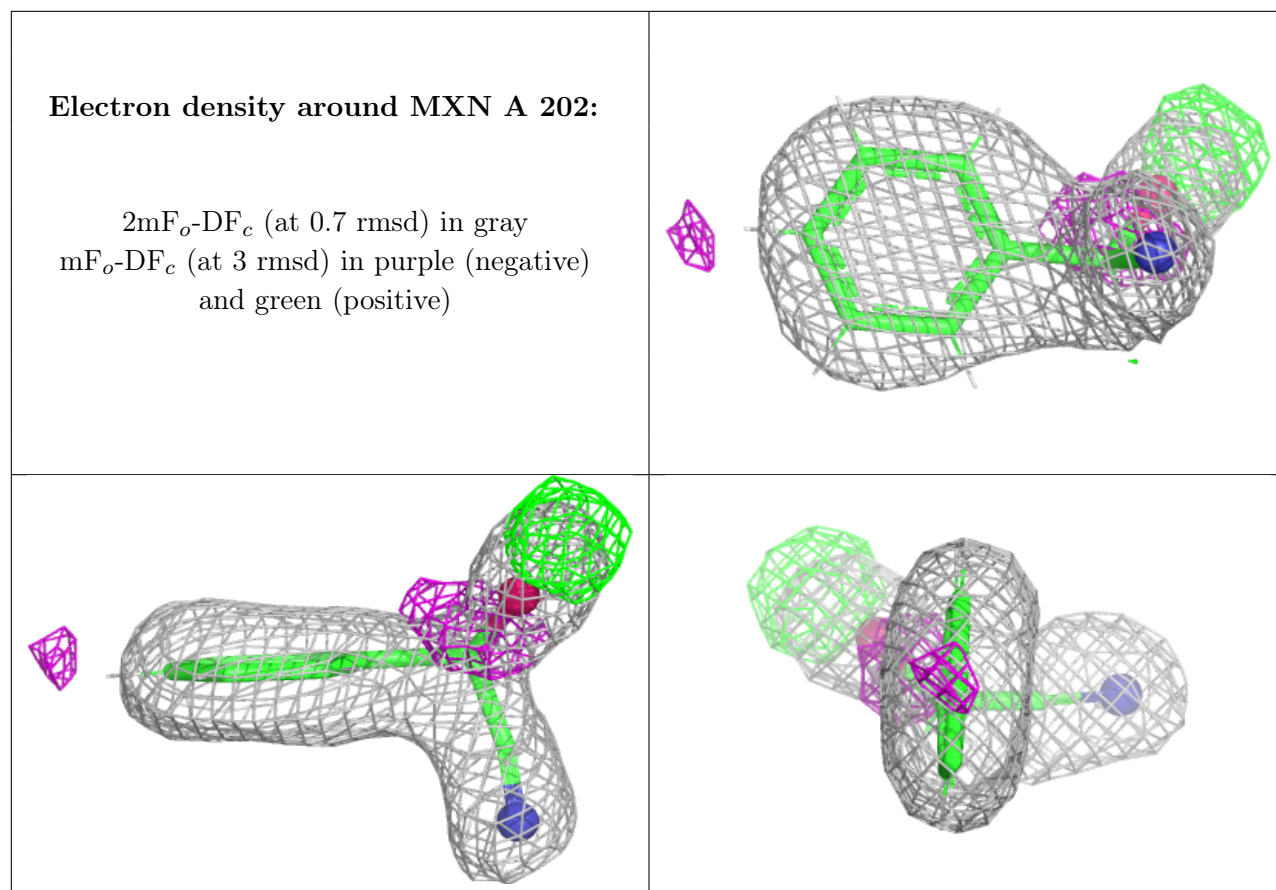 Electron density around MXN A 202:
2mFo-DFc (at 0.7 rmsd) in gray
mFo-DFc (at 3 rmsd) in purple (negative)
and green (positive)